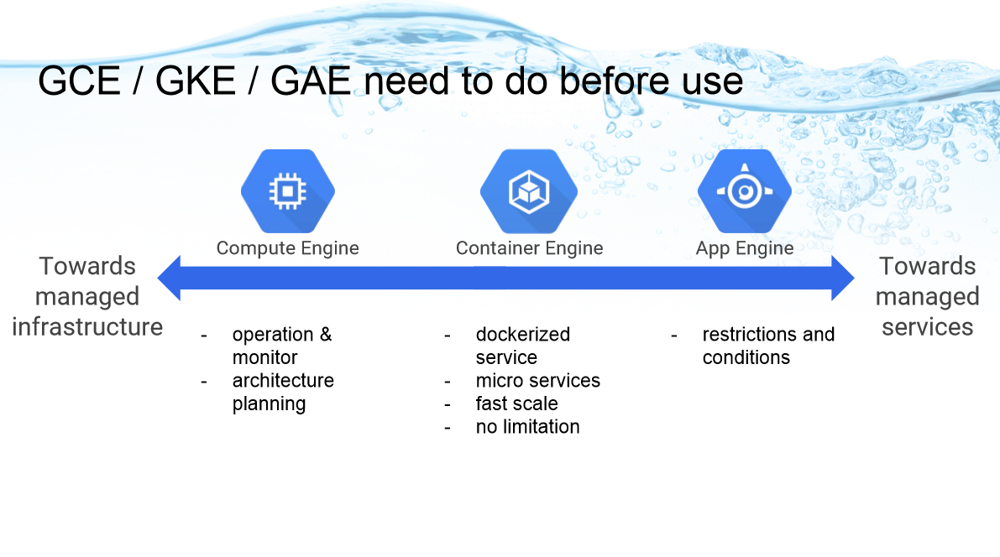 GCE / GKE / GAE need to do before use
Compute Engine
Container Engine
App Engine
Towards
managed
infrastructure
Towards
managed
services
- operation &
monitor
- architecture
planning
- dockerized
service
- micro services
- fast scale
- no limitation
- restrictions and
conditions